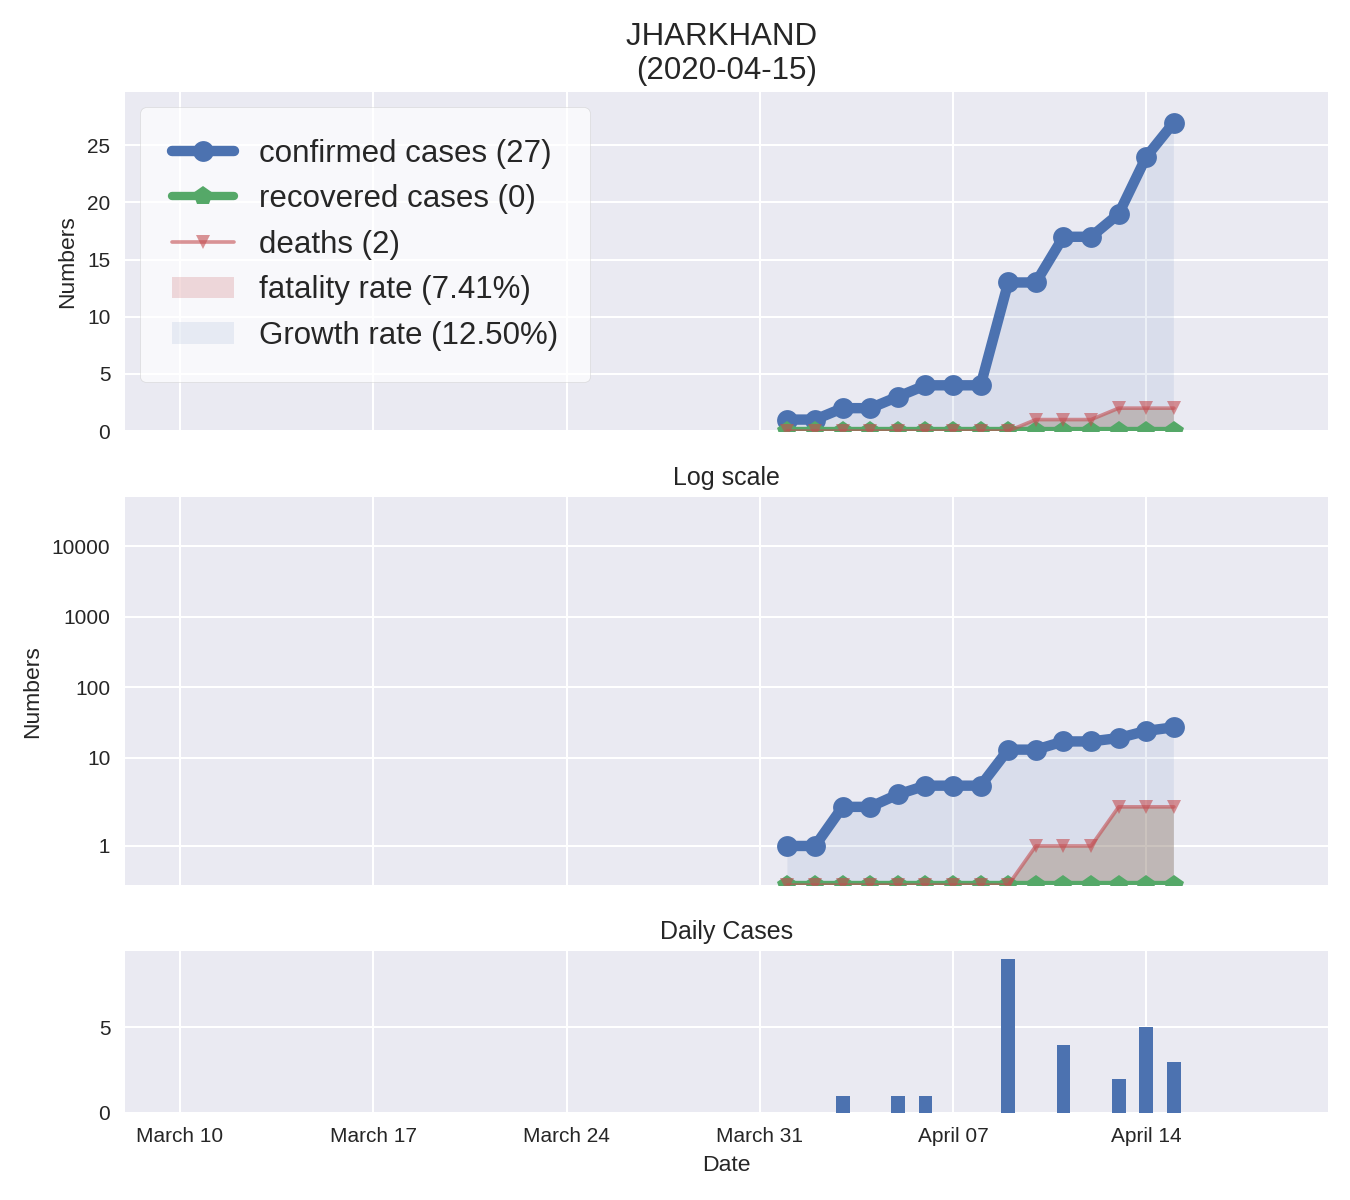 JHARKHAND
(2020-04-15)
25
20
15
10
5
0
Numbers
confirmed cases (27)
recovered cases (0)
deaths (2)
fatality rate (7.41%)
Growth rate (12.50%)
Log scale
10000
1000
100
10
1
Numbers
Daily Cases
5
0
March 10
March 17
March 24
March 31
April 07
April 14
Date